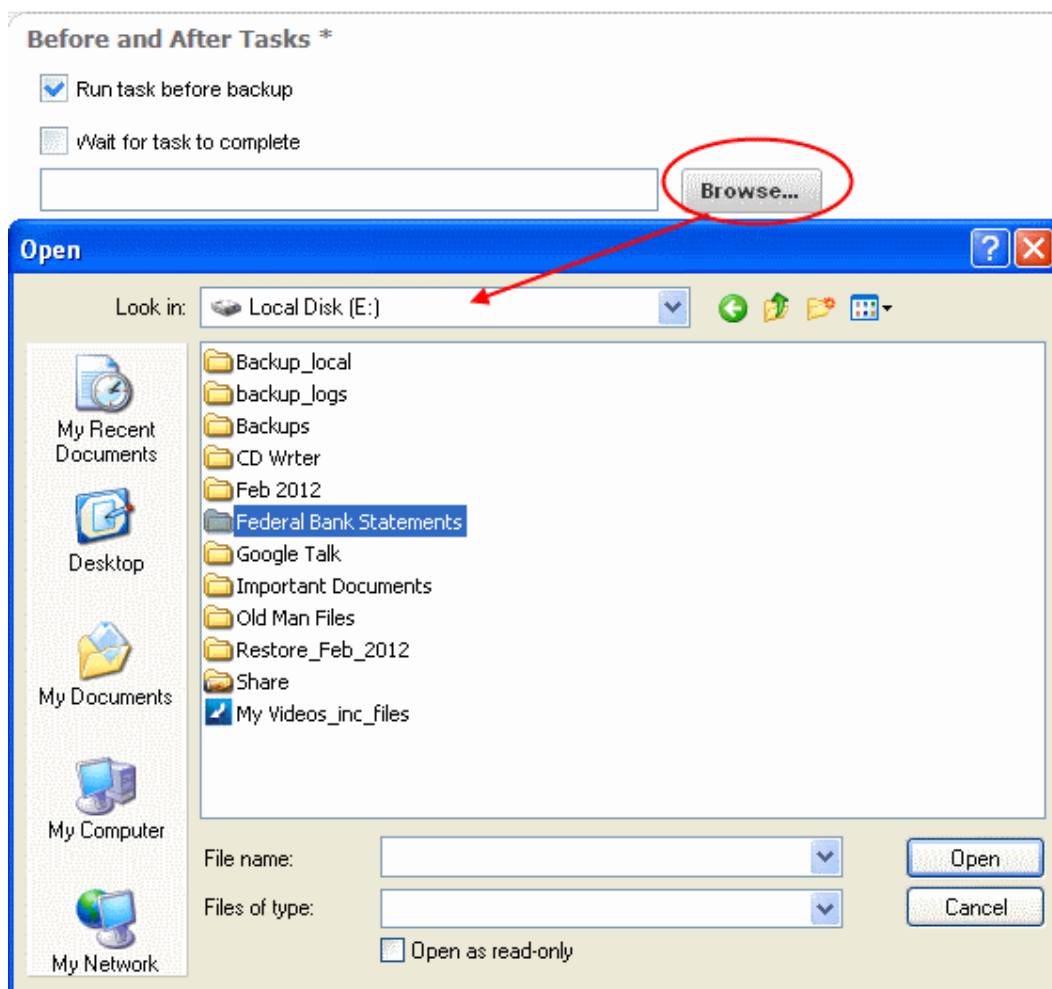 Before and After Tasks *
Run task before backup
Wait for task to complete
Browse...
Open
Look in:
Local Disk (E:)
My Recent
Documents
Desktop
My Documents
My Computer
My Network
Backup_local
backup_logs
Backups
CD Wrter
Feb 2012
Federal Bank Statements
Google Talk
Important Documents
Old Man Files
Restore_Feb_2012
Share
My Videos_inc_files
File name:
Open
Files of type:
Cancel
Open as read-only